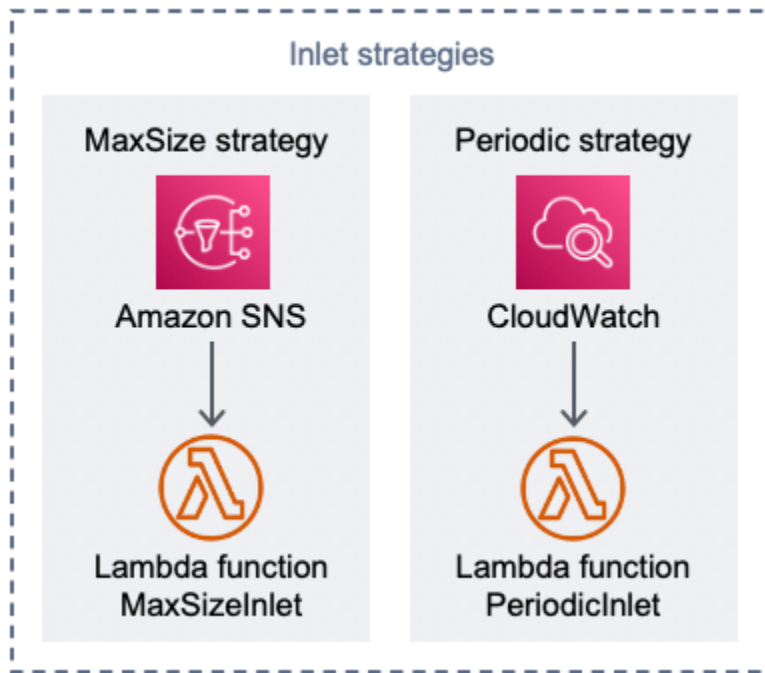 Inlet strategies
MaxSize strategy
Amazon SNS
Lambda function
MaxSizeInlet
Periodic strategy
CloudWatch
Lambda function
PeriodicInlet